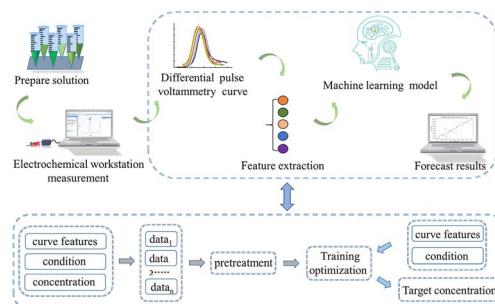 Prepare solution
Electrochemical workstation
measurement
Differential pulse
voltammetry curve
Feature extraction
Machine learning model
Forecast results
curve features
condition
concentration
data₁
data
₂......
dataₙ
pretreatment
Training
optimization
curve features
condition
Target concentration